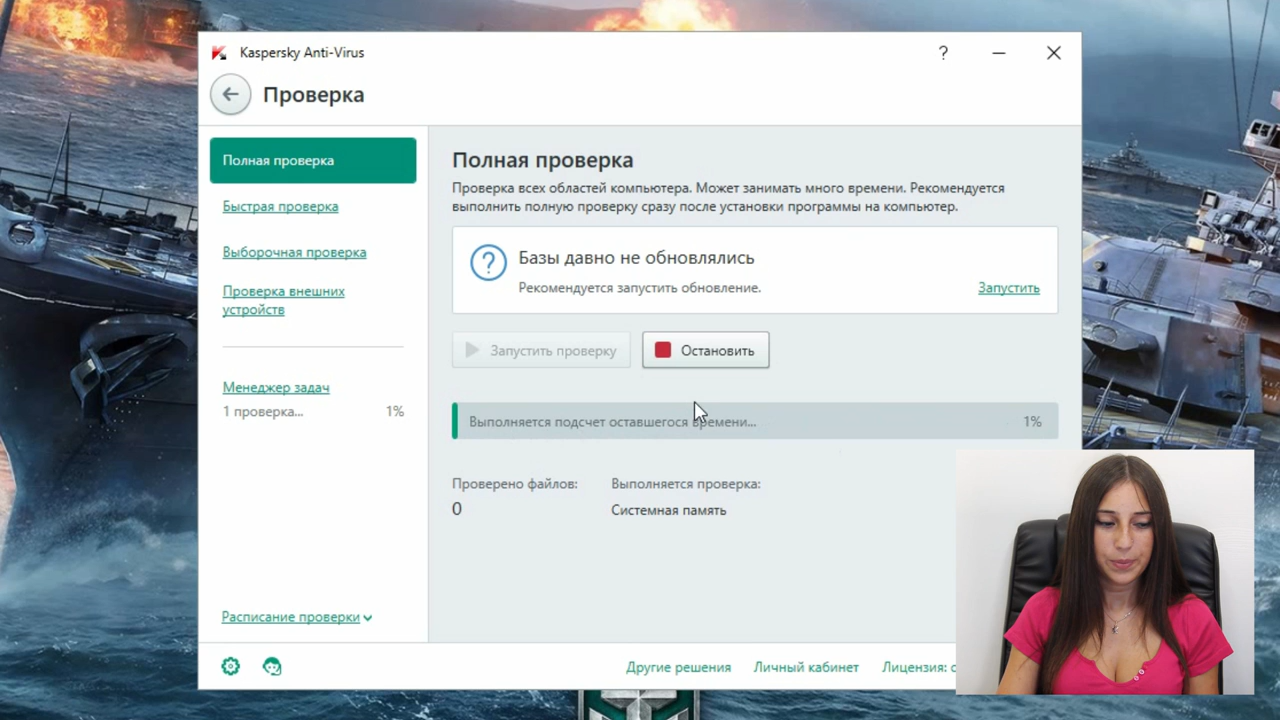 Kaspersky Anti-Virus
?
Проверка
Полная проверка
Быстрая проверка
Выборочная проверка
Проверка внешних
устройств
Менеджер задач
1 проверка... 1%
Расписание проверки
Полная проверка
Проверка всех областей компьютера. Может занимать много времени. Рекомендуется
выполнить полную проверку сразу после установки программы на компьютер.
?
Базы давно не обновлялись
Рекомендуется запустить обновление. Запустить
Запустить проверку Остановить
Выполняется подсчет оставшегося времени... 1%
Проверено файлов: Выполняется проверка:
0 Системная память
Другие решения Личный кабинет Лицензия: